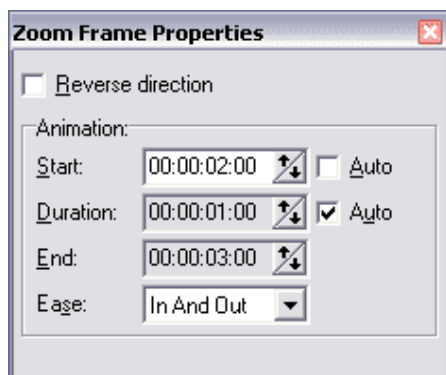 Zoom Frame Properties
Reverse direction
Animation:
Start: 00:00:02:00 Auto
Duration: 00:00:01:00 Auto
End: 00:00:03:00
Ease: In And Out